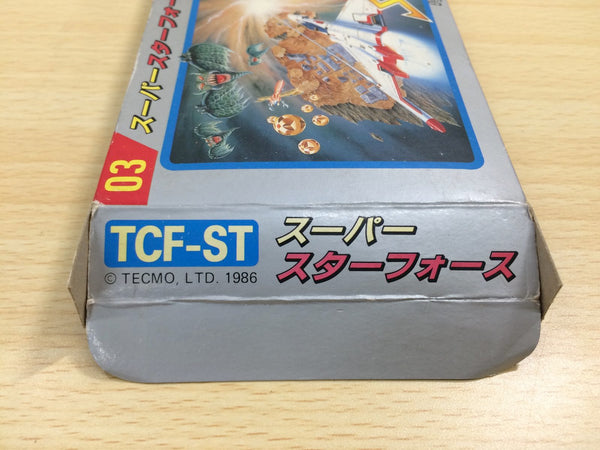 スーパースターフォー
03
TCF-ST
© TECMO, LTD. 1986
スーパー
スターフォース